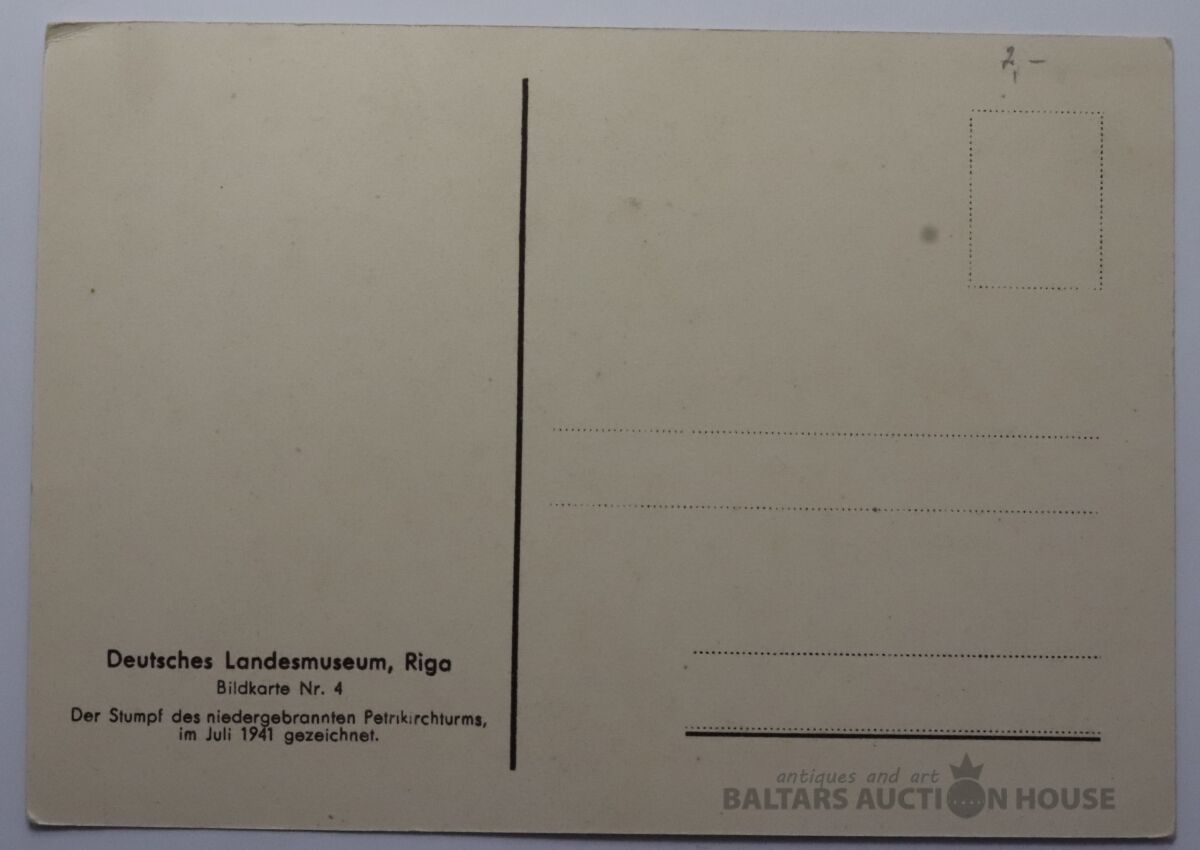 2,-
Deutsches Landesmuseum, Riga
Bildkarte Nr. 4
Der Stumpf des niedergebrannten Petrikirchturms,
im Juli 1941 gezeichnet.
antiques and art
BALTARS AUCTION HOUSE